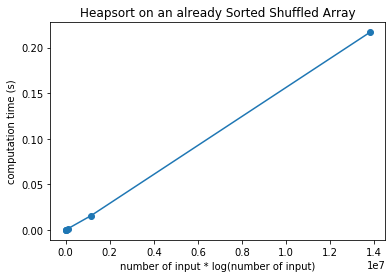 Heapsort on an already Sorted Shuffled Array
computation time (s)
0.20
0.15
0.10
0.05
0.00
0.0 0.2 0.4 0.6 0.8 1.0 1.2 1.4
1e7
number of input * log(number of input)